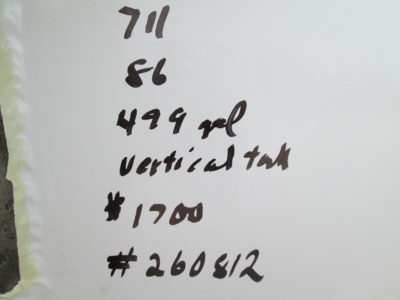 711
86
499 gal
vertical tank
$1700
#260812